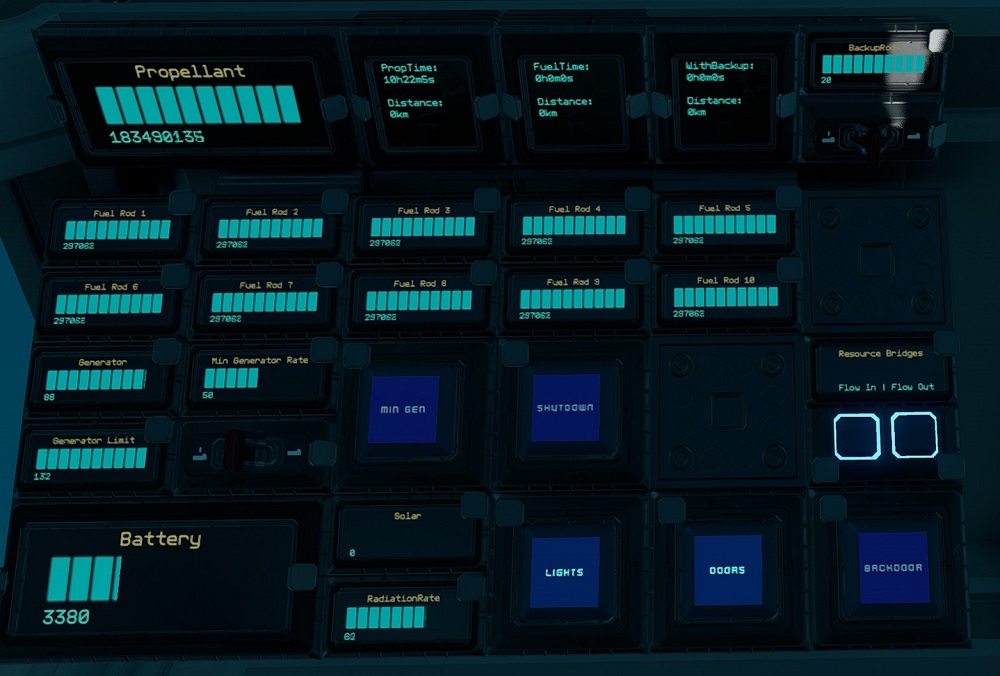 Propellant
183490135
PropTime:
10h22m5s
Distance:
0km
FuelTime:
0h0m0s
Distance:
0km
WithBackup:
0h0m0s
Distance:
0km
20
Fuel Rod 1
297062
Fuel Rod 2
297062
Fuel Rod 3
297062
Fuel Rod 4
297062
Fuel Rod 5
297062
Fuel Rod 6
297062
Fuel Rod 7
297062
Fuel Rod 8
297062
Fuel Rod 9
297062
Fuel Rod 10
297062
Generator
88
Min Generator Rate
50
MIN GEN
SHUTDOWN
Resource Bridges
Flow In | Flow Out
Generator Limit
132
Battery
3380
Solar
0
RadiationRate
62
LIGHTS
DOORS
BACKDOOR